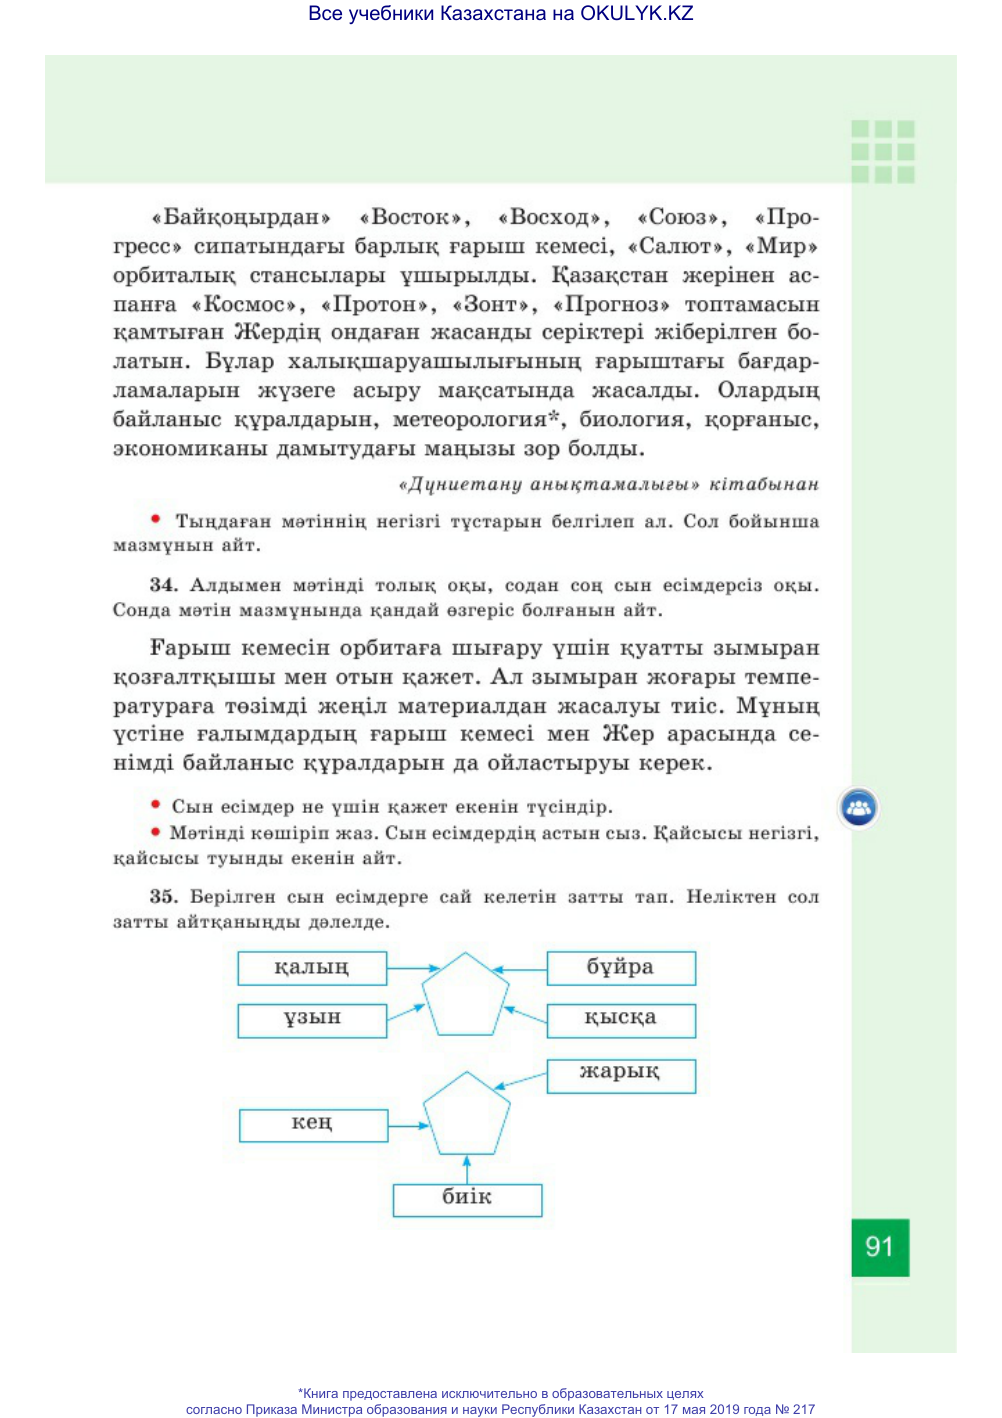 Все учебники Казахстана на OKULYK.KZ
«Байқоңырдан» «Восток», «Восход», «Союз», «Про-
гресс» сипатындағы барлық ғарыш кемесі, «Салют», «Мир»
орбиталық стансылары ұшырылды. Қазақстан жерінен ас-
панға «Космос», «Протон», «Зонт», «Прогноз» топтамасын
қамтыған Жердің ондаған жасанды серіктері жіберілген бо-
латын. Бұлар халықшаруашылығының ғарыштағы бағдар-
ламаларын жүзеге асыру мақсатында жасалды. Олардың
байланыс құралдарын, метеорология*, биология, қорғаныс,
экономиканы дамытудағы маңызы зор болды.
«Дүниетану анықтамалығы» кітабынан
• Тыңдаған мәтіннің негізгі тұстарын белгілеп ал. Сол бойынша
мазмұнын айт.
34. Алдымен мәтінді толық оқы, содан соң сын есімдерсіз оқы.
Сонда мәтін мазмұнында қандай өзгеріс болғанын айт.
Ғарыш кемесін орбитаға шығару үшін қуатты зымыран
қозғалтқышы мен отын қажет. Ал зымыран жоғары темпе-
ратураға төзімді жеңіл материалдан жасалуы тиіс. Мұның
үстіне ғалымдардың ғарыш кемесі мен Жер арасында се-
німді байланыс құралдарын да ойластыруы керек.
• Сын есімдер не үшін қажет екенін түсіндір.
• Мәтінді көшіріп жаз. Сын есімдердің астын сыз. Қайсысы негізгі,
қайсысы туынды екенін айт.
35. Берілген сын есімдерге сай келетін затты тап. Неліктен сол
затты айтқаныңды дәлелде.
қалың
бұйра
ұзын
қысқа
жарық
кең
биік
91
*Книга предоставлена исключительно в образовательных целях
согласно Приказа Министра образования и науки Республики Казахстан от 17 мая 2019 года № 217